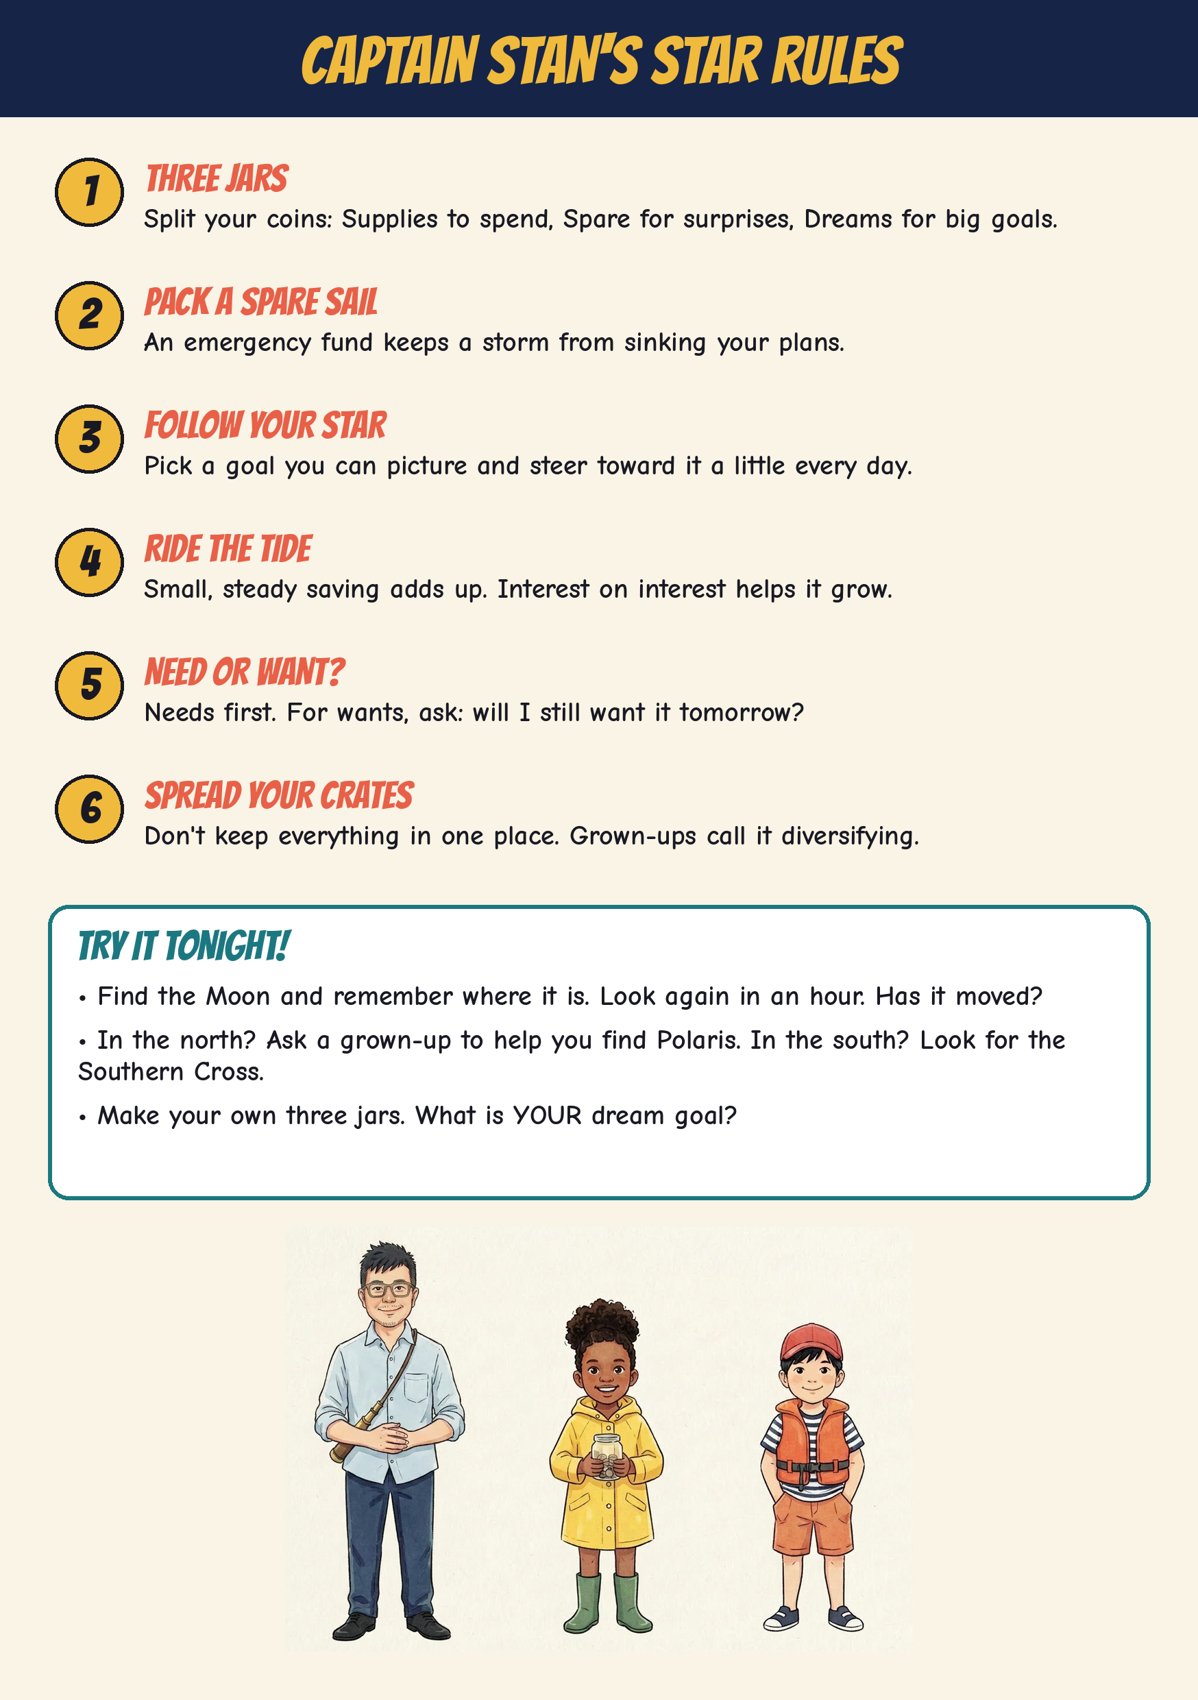 CAPTAIN STAN'S STAR RULES
1
THREE JARS
Split your coins: Supplies to spend, Spare for surprises, Dreams for big goals.
2
PACK A SPARE SAIL
An emergency fund keeps a storm from sinking your plans.
3
FOLLOW YOUR STAR
Pick a goal you can picture and steer toward it a little every day.
4
RIDE THE TIDE
Small, steady saving adds up. Interest on interest helps it grow.
5
NEED OR WANT?
Needs first. For wants, ask: will I still want it tomorrow?
6
SPREAD YOUR CRATES
Don't keep everything in one place. Grown-ups call it diversifying.
TRY IT TONIGHT!
• Find the Moon and remember where it is. Look again in an hour. Has it moved?
• In the north? Ask a grown-up to help you find Polaris. In the south? Look for the
Southern Cross.
• Make your own three jars. What is YOUR dream goal?